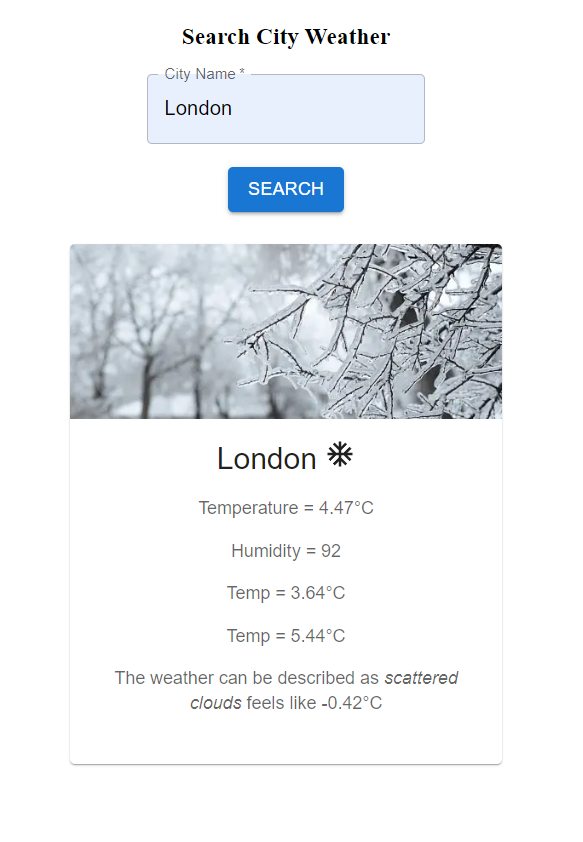 Search City Weather
City Name *
London
SEARCH
London
Temperature = 4.47°C
Humidity = 92
Temp = 3.64°C
Temp = 5.44°C
The weather can be described as scattered
clouds feels like -0.42°C